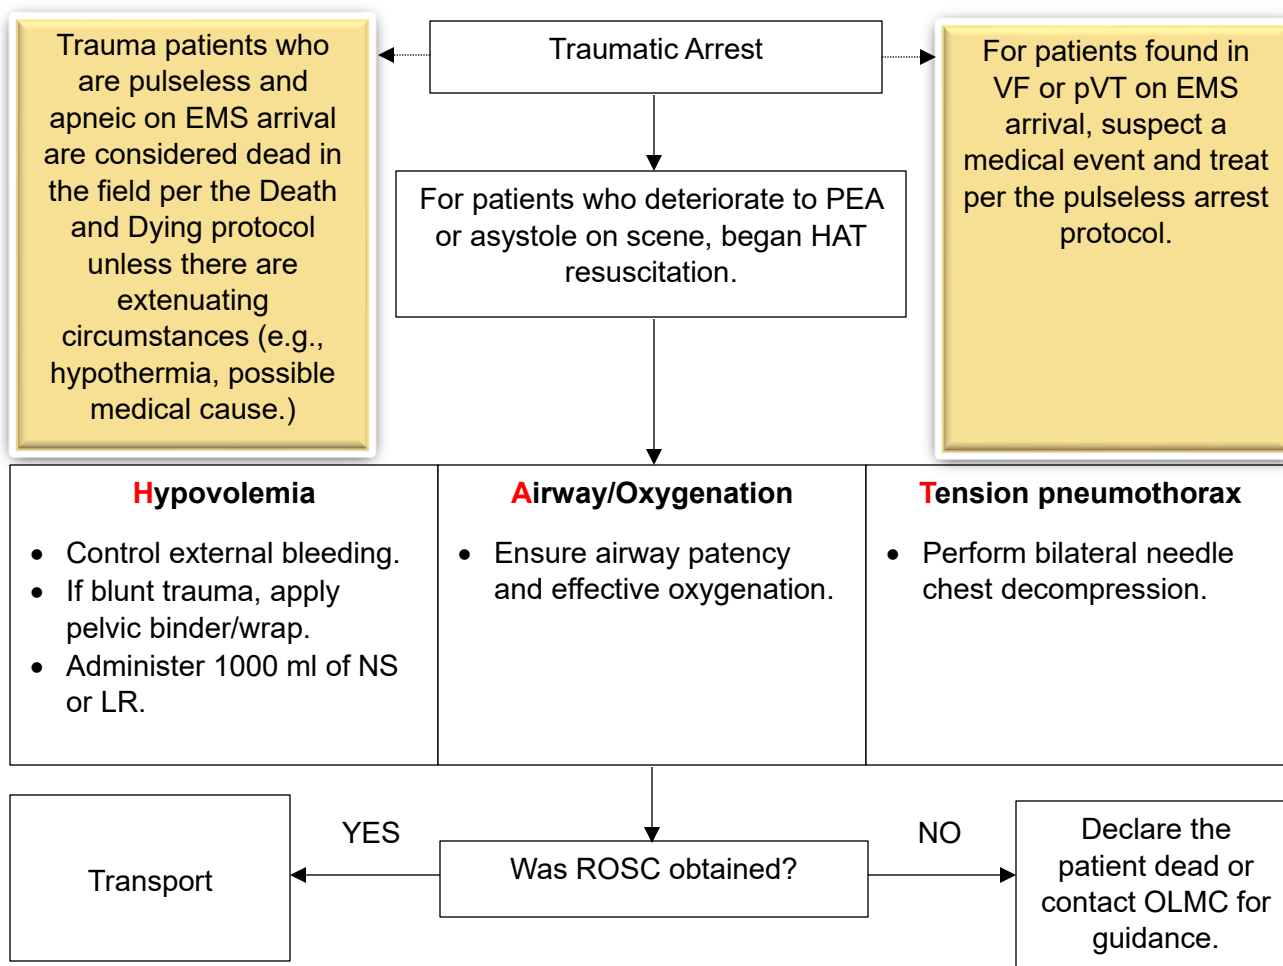 Trauma patients who
are pulseless and
apneic on EMS arrival
are considered dead in
the field per the Death
and Dying protocol
unless there are
extenuating
circumstances (e.g.,
hypothermia, possible
medical cause.)
Traumatic Arrest
For patients found in
VF or pVT on EMS
arrival, suspect a
medical event and treat
per the pulseless arrest
protocol.
For patients who deteriorate to PEA
or asystole on scene, began HAT
resuscitation.
Hypovolemia
• Control external bleeding.
• If blunt trauma, apply
pelvic binder/wrap.
• Administer 1000 ml of NS
or LR.
Airway/Oxygenation
• Ensure airway patency
and effective oxygenation.
Tension pneumothorax
• Perform bilateral needle
chest decompression.
Was ROSC obtained?
YES
Transport
NO
Declare the
patient dead or
contact OLMC for
guidance.